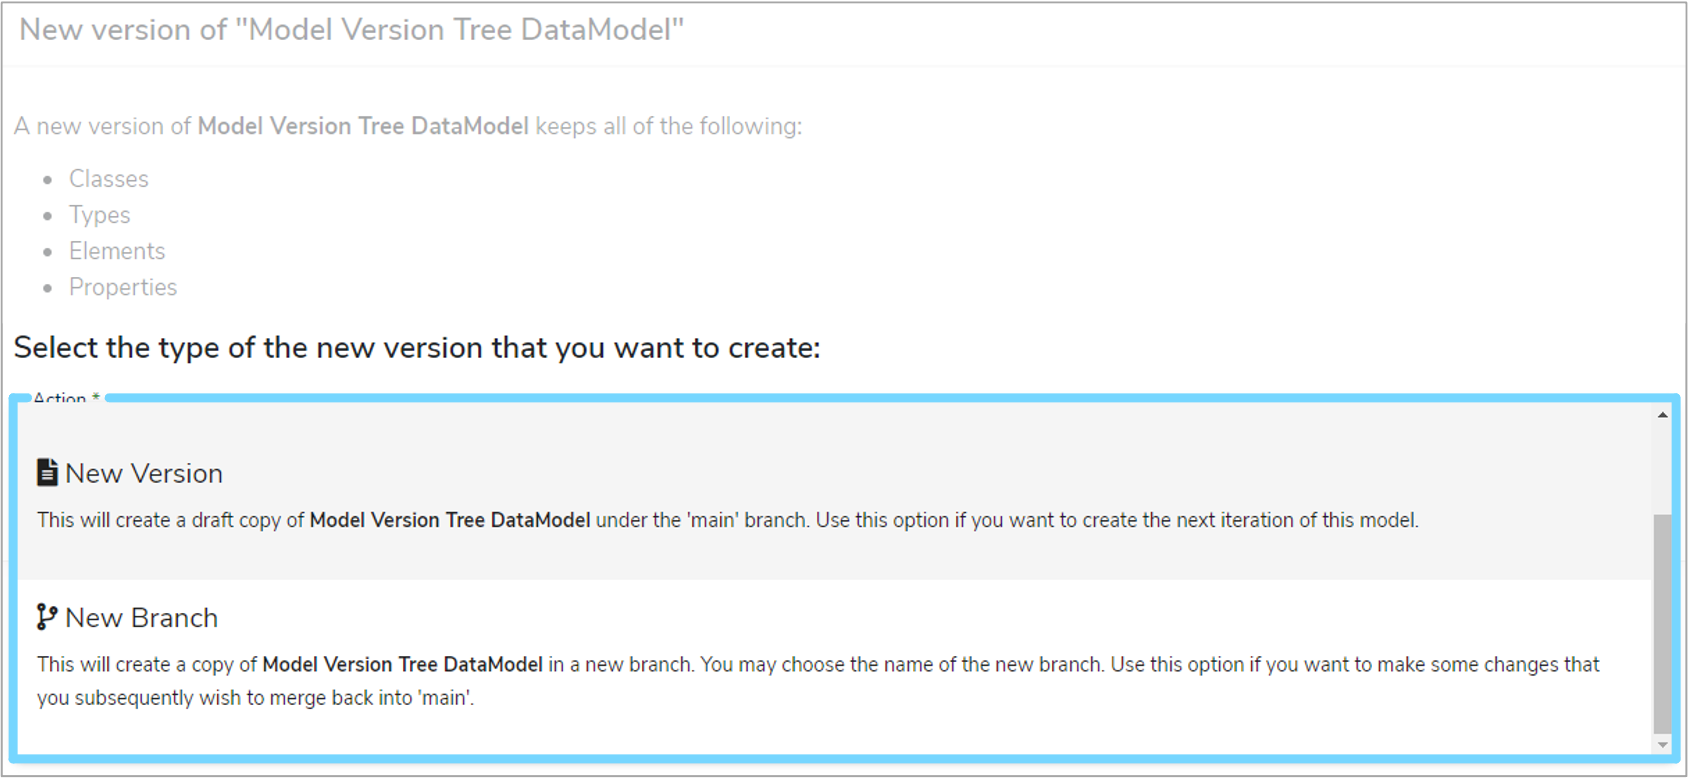 New version of "Model Version Tree DataModel"
A new version of Model Version Tree DataModel keeps all of the following:
Classes
Types
Elements
Properties
Select the type of the new version that you want to create:
Action *
New Version
This will create a draft copy of Model Version Tree DataModel under the 'main' branch. Use this option if you want to create the next iteration of this model.
New Branch
This will create a copy of Model Version Tree DataModel in a new branch. You may choose the name of the new branch. Use this option if you want to make some changes that
you subsequently wish to merge back into 'main'.